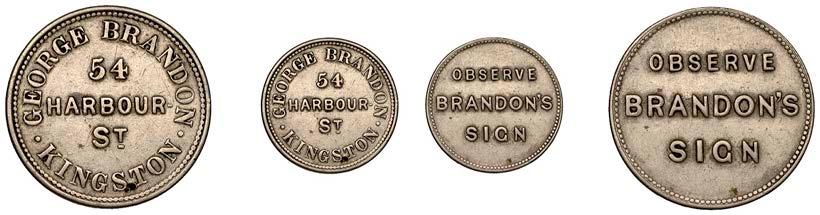 GEORGE BRANDON
54
HARBOUR
ST
· KINGSTON ·
GEORGE BRANDON
54
HARBOUR
ST
· KINGSTON ·
OBSERVE
BRANDON'S
SIGN
OBSERVE
BRANDON'S
SIGN